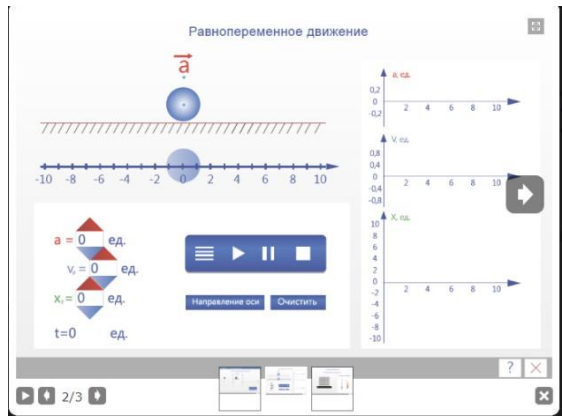 Равнопеременное движение
a
-10 -8 -6 -4 -2 0 2 4 6 8 10
a = 0 ед.
v₀= 0 ед.
x₀= 0 ед.
t=0 ед.
Направление оси
Очистить
a, ед.
0,2
0
-0,2
2 4 6 8 10
V, ед.
0,8
0,4
0
-0,4
-0,8
2 4 6 8 10
X, ед.
10
8
6
4
2
0
-2
-4
-6
-8
-10
2 4 6 8 10
?
2/3